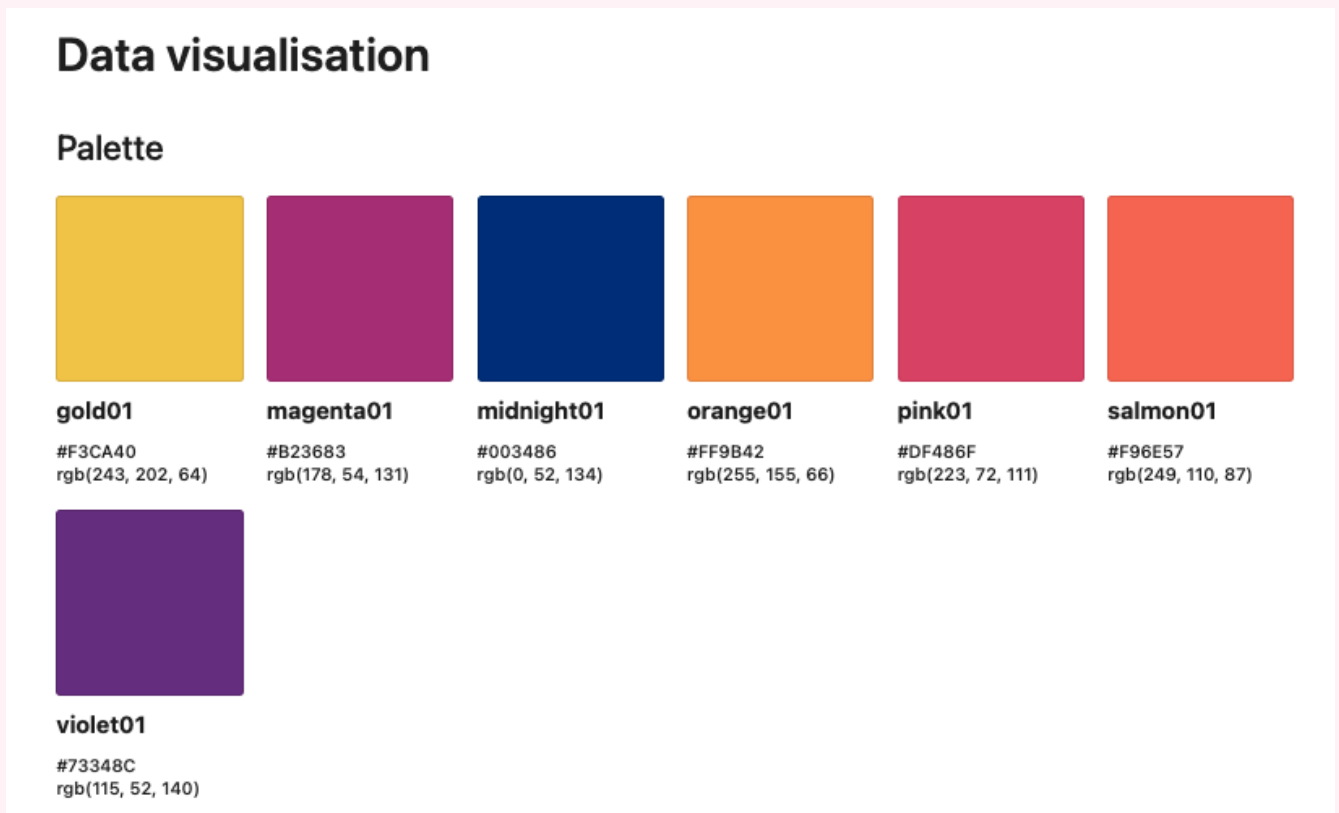 Data visualisation
Palette
gold01
#F3CA40
rgb(243, 202, 64)
magenta01
#B23683
rgb(178, 54, 131)
midnight01
#003486
rgb(0, 52, 134)
orange01
#FF9B42
rgb(255, 155, 66)
pink01
#DF486F
rgb(223, 72, 111)
salmon01
#F96E57
rgb(249, 110, 87)
violet01
#73348C
rgb(115, 52, 140)